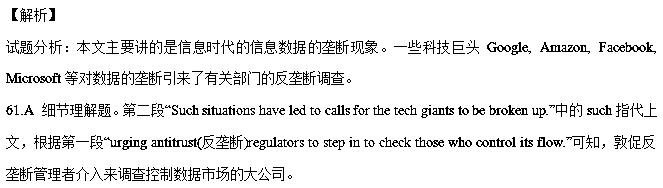 【解析】
试题分析：本文主要讲的是信息时代的信息数据的垄断现象。一些科技巨头 Google, Amazon, Facebook,
Microsoft 等对数据的垄断引来了有关部门的反垄断调查。
61.A 细节理解题。第二段“Such situations have led to calls for the tech giants to be broken up.”中的 such 指代上
文，根据第一段“urging antitrust(反垄断)regulators to step in to check those who control its flow.”可知，敦促反
垄断管理者介入来调查控制数据市场的大公司。